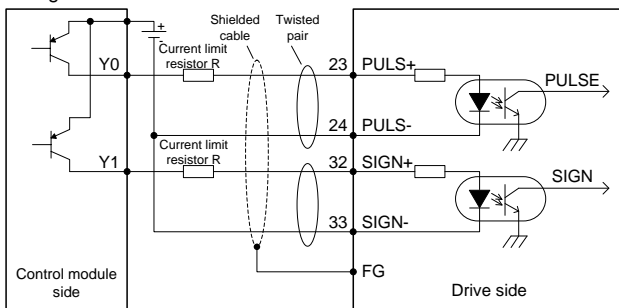 Shielded
cable
Twisted
pair
+
-
Current limit
resistor R
Y0
23
PULS+
PULSE
24
PULS-
Current limit
resistor R
Y1
32
SIGN+
SIGN
33
SIGN-
FG
Control module
side
Drive side